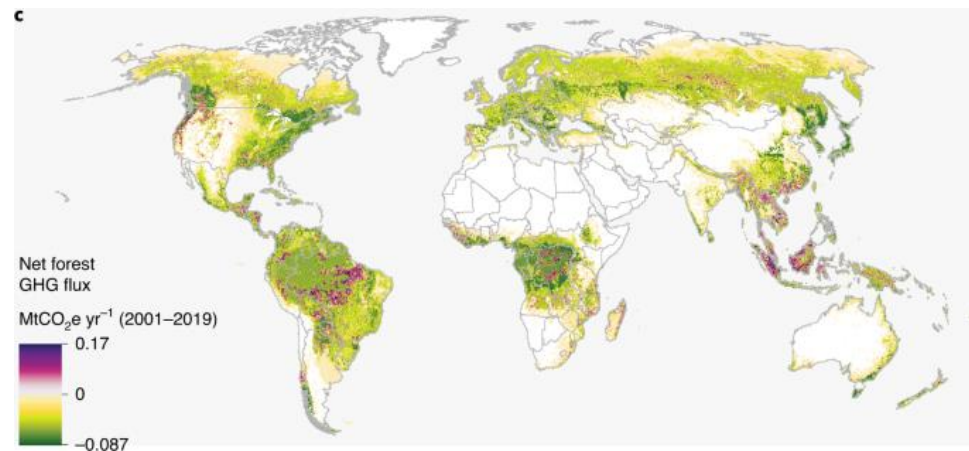 c
Net forest
GHG flux
MtCO₂e yr⁻¹ (2001–2019)
0.17
0
–0.087